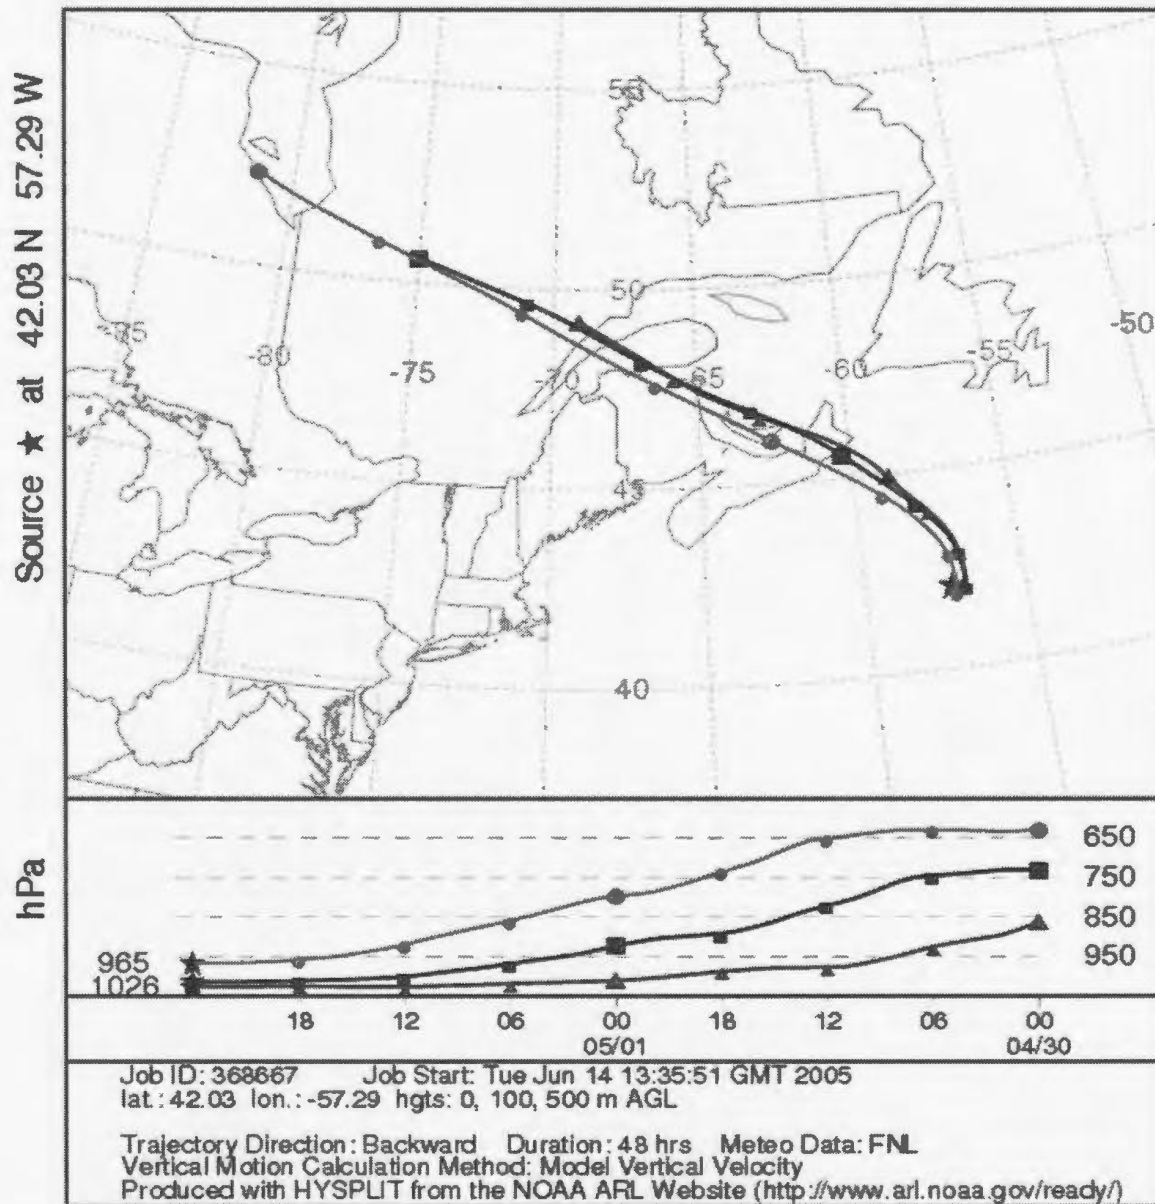 Source ★ at 42.03 N 57.29 W
55
-50
50
-85
-80
-75
-70
-65
-60
-55
45
40
hPa
650
750
850
965
950
1026
18 12 06 00 18 12 06 00
05/01 04/30
Job ID: 368667 Job Start: Tue Jun 14 13:35:51 GMT 2005
lat.: 42.03 lon.: -57.29 hgts: 0, 100, 500 m AGL
Trajectory Direction: Backward Duration: 48 hrs Meteo Data: FNL
Vertical Motion Calculation Method: Model Vertical Velocity
Produced with HYSPLIT from the NOAA ARL Website (http://www.arl.noaa.gov/ready/)